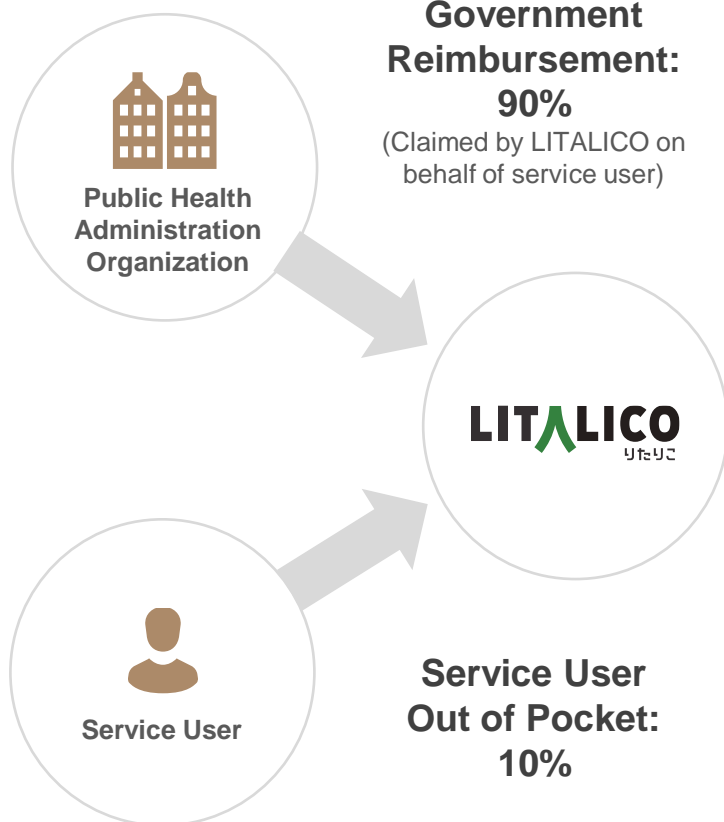 Government
Reimbursement:
90%
(Claimed by LITALICO on
behalf of service user)
Public Health
Administration
Organization
LITALICO
りたりこ
Service User
Service User
Out of Pocket:
10%